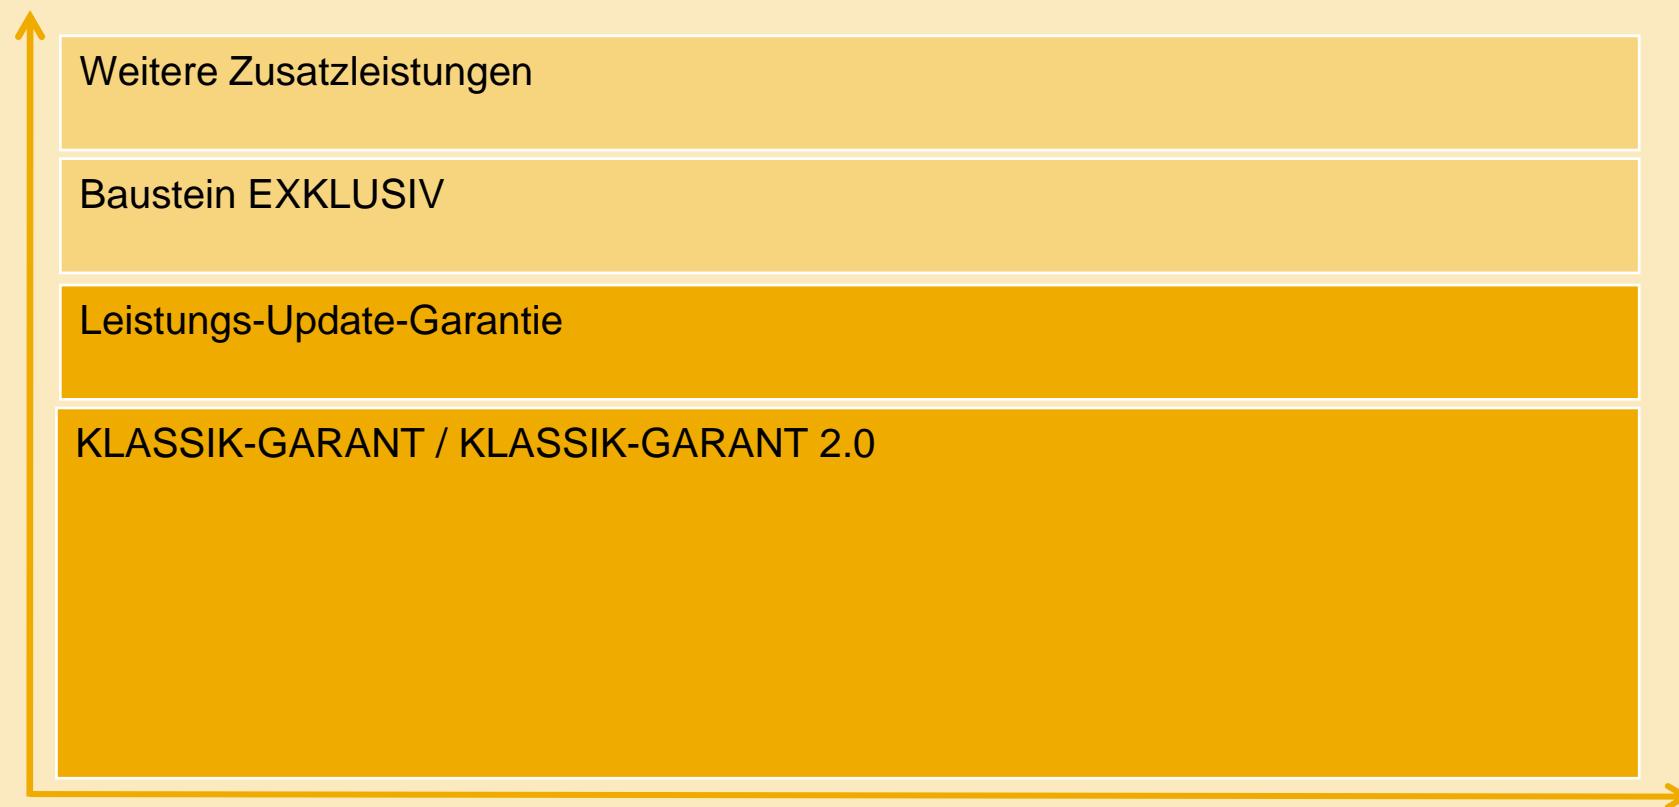 Weitere Zusatzleistungen
Baustein EXKLUSIV
Leistungs-Update-Garantie
KLASSIK-GARANT / KLASSIK-GARANT 2.0